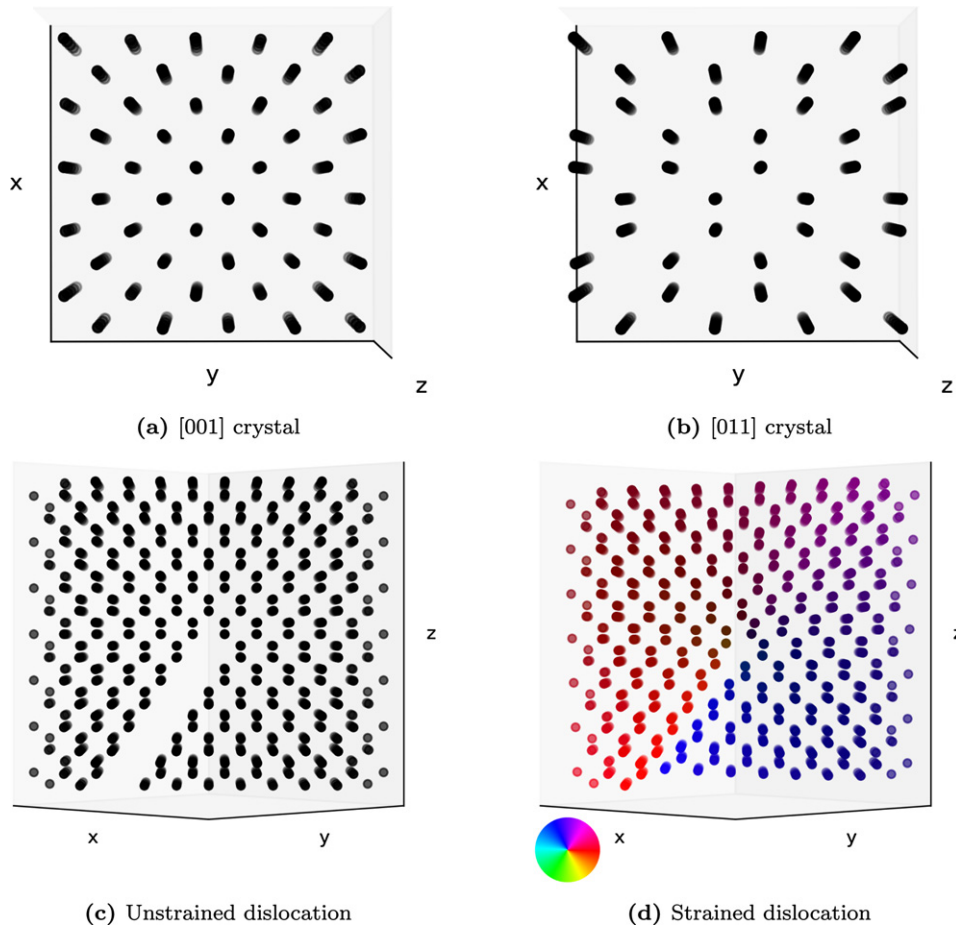 x
y
z
(a) [001] crystal
x
y
z
(b) [011] crystal
z
x
y
(c) Unstrained dislocation
z
x
y
(d) Strained dislocation